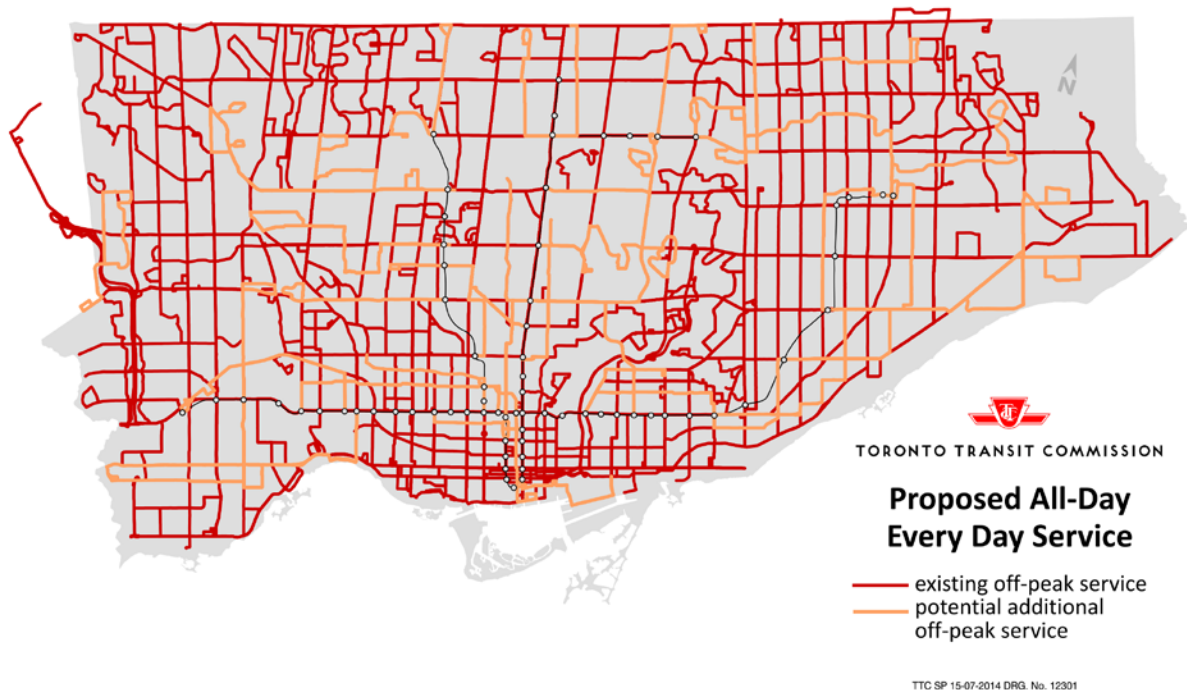 N
TTC
TORONTO TRANSIT COMMISSION
Proposed All-Day
Every Day Service
existing off-peak service
potential additional
off-peak service
TTC SP 15-07-2014 DRG. No. 12301